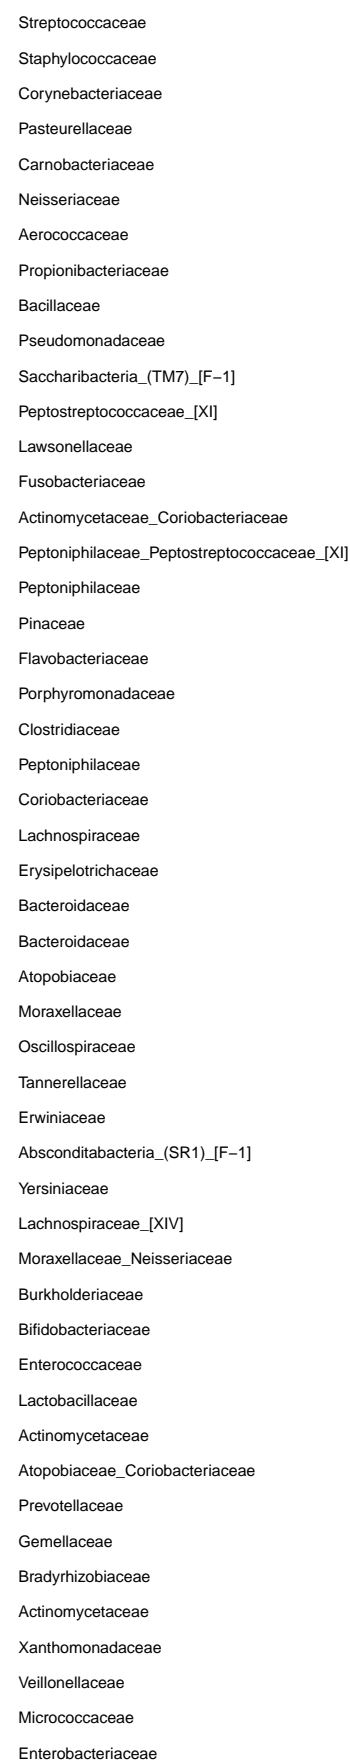 Streptococcaceae
Staphylococcaceae
Corynebacteriaceae
Pasteurellaceae
Carnobacteriaceae
Neisseriaceae
Aerococcaceae
Propionibacteriaceae
Bacillaceae
Pseudomonadaceae
Saccharibacteria_(TM7)_[F−1]
Peptostreptococcaceae_[XI]
Lawsonellaceae
Fusobacteriaceae
Actinomycetaceae_Coriobacteriaceae
Peptoniphilaceae_Peptostreptococcaceae_[XI]
Peptoniphilaceae
Pinaceae
Flavobacteriaceae
Porphyromonadaceae
Clostridiaceae
Peptoniphilaceae
Coriobacteriaceae
Lachnospiraceae
Erysipelotrichaceae
Bacteroidaceae
Bacteroidaceae
Atopobiaceae
Moraxellaceae
Oscillospiraceae
Tannerellaceae
Erwiniaceae
Absconditabacteria_(SR1)_[F−1]
Yersiniaceae
Lachnospiraceae_[XIV]
Moraxellaceae_Neisseriaceae
Burkholderiaceae
Bifidobacteriaceae
Enterococcaceae
Lactobacillaceae
Actinomycetaceae
Atopobiaceae_Coriobacteriaceae
Prevotellaceae
Gemellaceae
Bradyrhizobiaceae
Actinomycetaceae
Xanthomonadaceae
Veillonellaceae
Micrococcaceae
Enterobacteriaceae